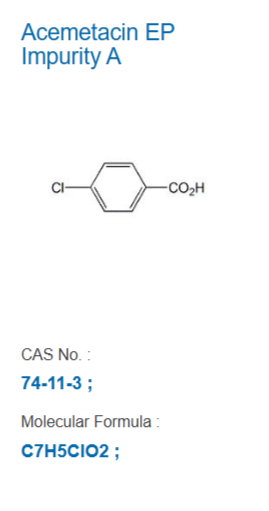 Acemetacin EP
Impurity A
Cl
CO₂H
CAS No. :
74-11-3 ;
Molecular Formula :
C7H5ClO2 ;